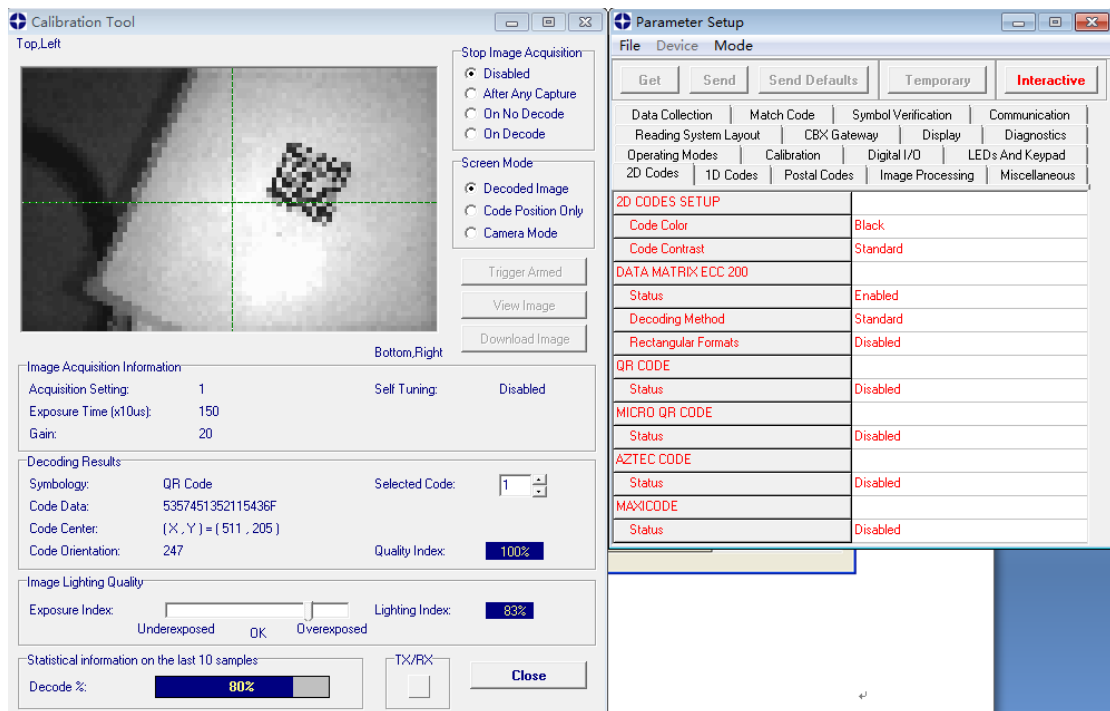 Calibration Tool
Top,Left
Stop Image Acquisition
Disabled
After Any Capture
On No Decode
On Decode
Screen Mode
Decoded Image
Code Position Only
Camera Mode
Trigger Armed
View Image
Download Image
Bottom,Right
Image Acquisition Information
Acquisition Setting: 1 Self Tuning: Disabled
Exposure Time (x10us): 150
Gain: 20
Decoding Results
Symbology: QR Code Selected Code: 1
Code Data: 5357451352115436F
Code Center: ( X , Y ) = ( 511 , 205 )
Code Orientation: 247 Quality Index: 100%
Image Lighting Quality
Exposure Index: Lighting Index: 83%
Underexposed OK Overexposed
Statistical information on the last 10 samples
TX/RX
Decode %: 80%
Close
Parameter Setup
File Device Mode
Get Send Send Defaults Temporary Interactive
Data Collection Match Code Symbol Verification Communication
Reading System Layout CBX Gateway Display Diagnostics
Operating Modes Calibration Digital I/O LEDs And Keypad
2D Codes 1D Codes Postal Codes Image Processing Miscellaneous
2D CODES SETUP
Code Color Black
Code Contrast Standard
DATA MATRIX ECC 200
Status Enabled
Decoding Method Standard
Rectangular Formats Disabled
QR CODE
Status Disabled
MICRO QR CODE
Status Disabled
AZTEC CODE
Status Disabled
MAXICODE
Status Disabled